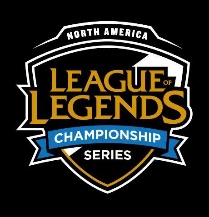 NORTH AMERICA
LEAGUE OF
LEGENDS
CHAMPIONSHIP
SERIES